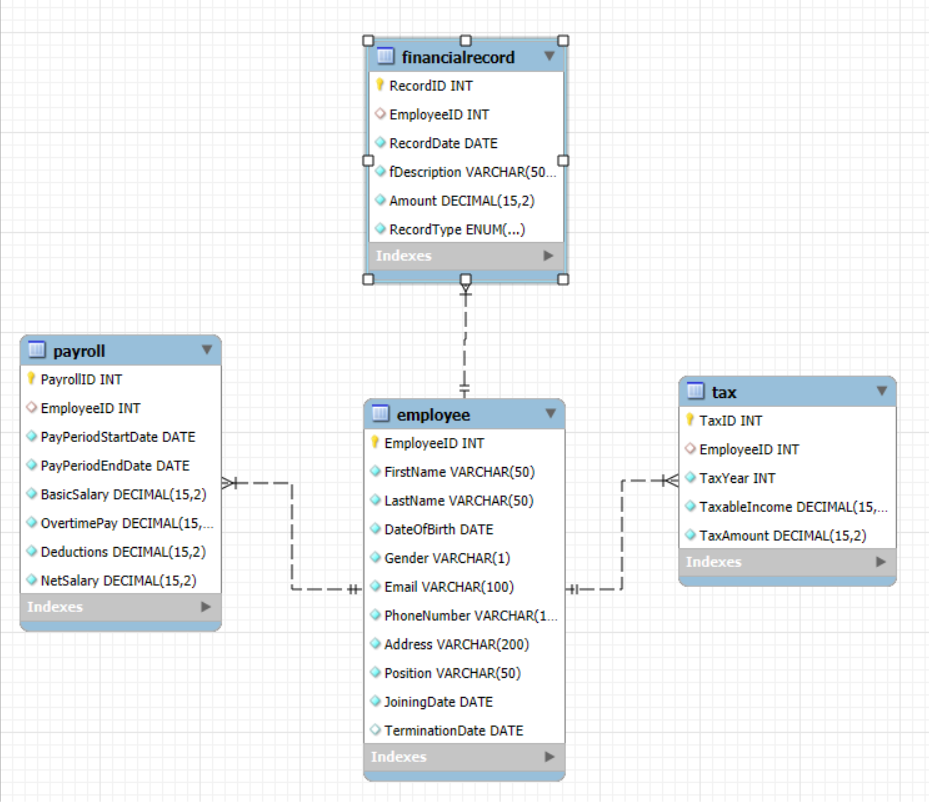 financialrecord
RecordID INT
EmployeeID INT
RecordDate DATE
fDescription VARCHAR(50...
Amount DECIMAL(15,2)
RecordType ENUM(...)
Indexes
payroll
PayrollID INT
EmployeeID INT
PayPeriodStartDate DATE
PayPeriodEndDate DATE
BasicSalary DECIMAL(15,2)
OvertimePay DECIMAL(15,...
Deductions DECIMAL(15,2)
NetSalary DECIMAL(15,2)
Indexes
employee
EmployeeID INT
FirstName VARCHAR(50)
LastName VARCHAR(50)
DateOfBirth DATE
Gender VARCHAR(1)
Email VARCHAR(100)
PhoneNumber VARCHAR(1...
Address VARCHAR(200)
Position VARCHAR(50)
JoiningDate DATE
TerminationDate DATE
Indexes
tax
TaxID INT
EmployeeID INT
TaxYear INT
TaxableIncome DECIMAL(15,...
TaxAmount DECIMAL(15,2)
Indexes